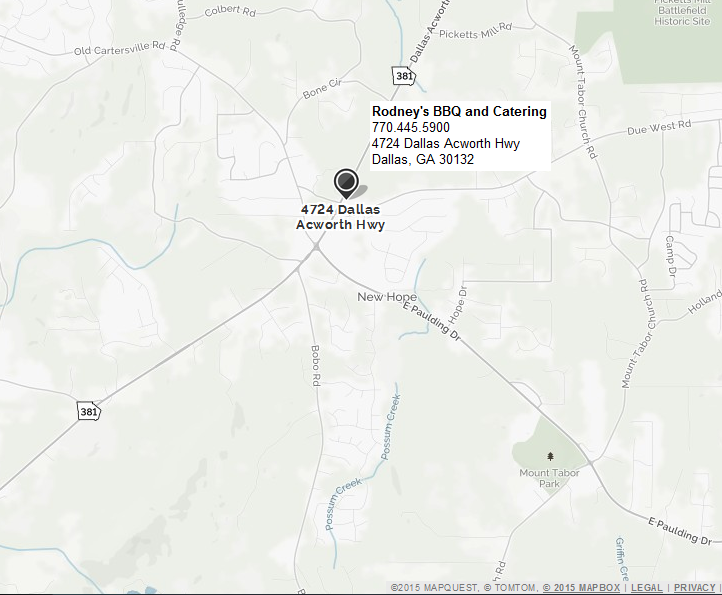 Picketts Mill
Battlefield
Historic Site
Colbert Rd
Rutledge Rd
Old Cartersville Rd
Dallas Acworth
Picketts Mill Rd
381
Bone Cir
Mount Tabor Church Rd
Rodney's BBQ and Catering
770.445.5900
4724 Dallas Acworth Hwy
Dallas, GA 30132
Due West Rd
4724 Dallas
Acworth Hwy
Camp Dr
New Hope
Hope Dr
E Paulding Dr
Mount Tabor Church Rd
Holland
Bobo Rd
381
Possum Creek
Possum Creek
Mount Tabor
Park
E Paulding Dr
Griffin Cre
h Rd
©2015 MAPQUEST, © TOMTOM, © 2015 MAPBOX | LEGAL | PRIVACY |